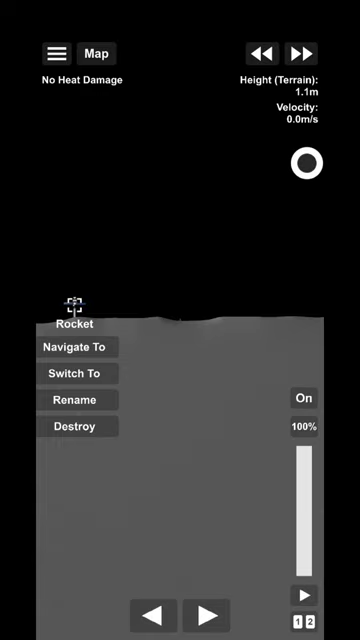 Map
No Heat Damage
Height (Terrain):
1.1m
Velocity:
0.0m/s
Rocket
Navigate To
Switch To
Rename
Destroy
On
100%
1 2